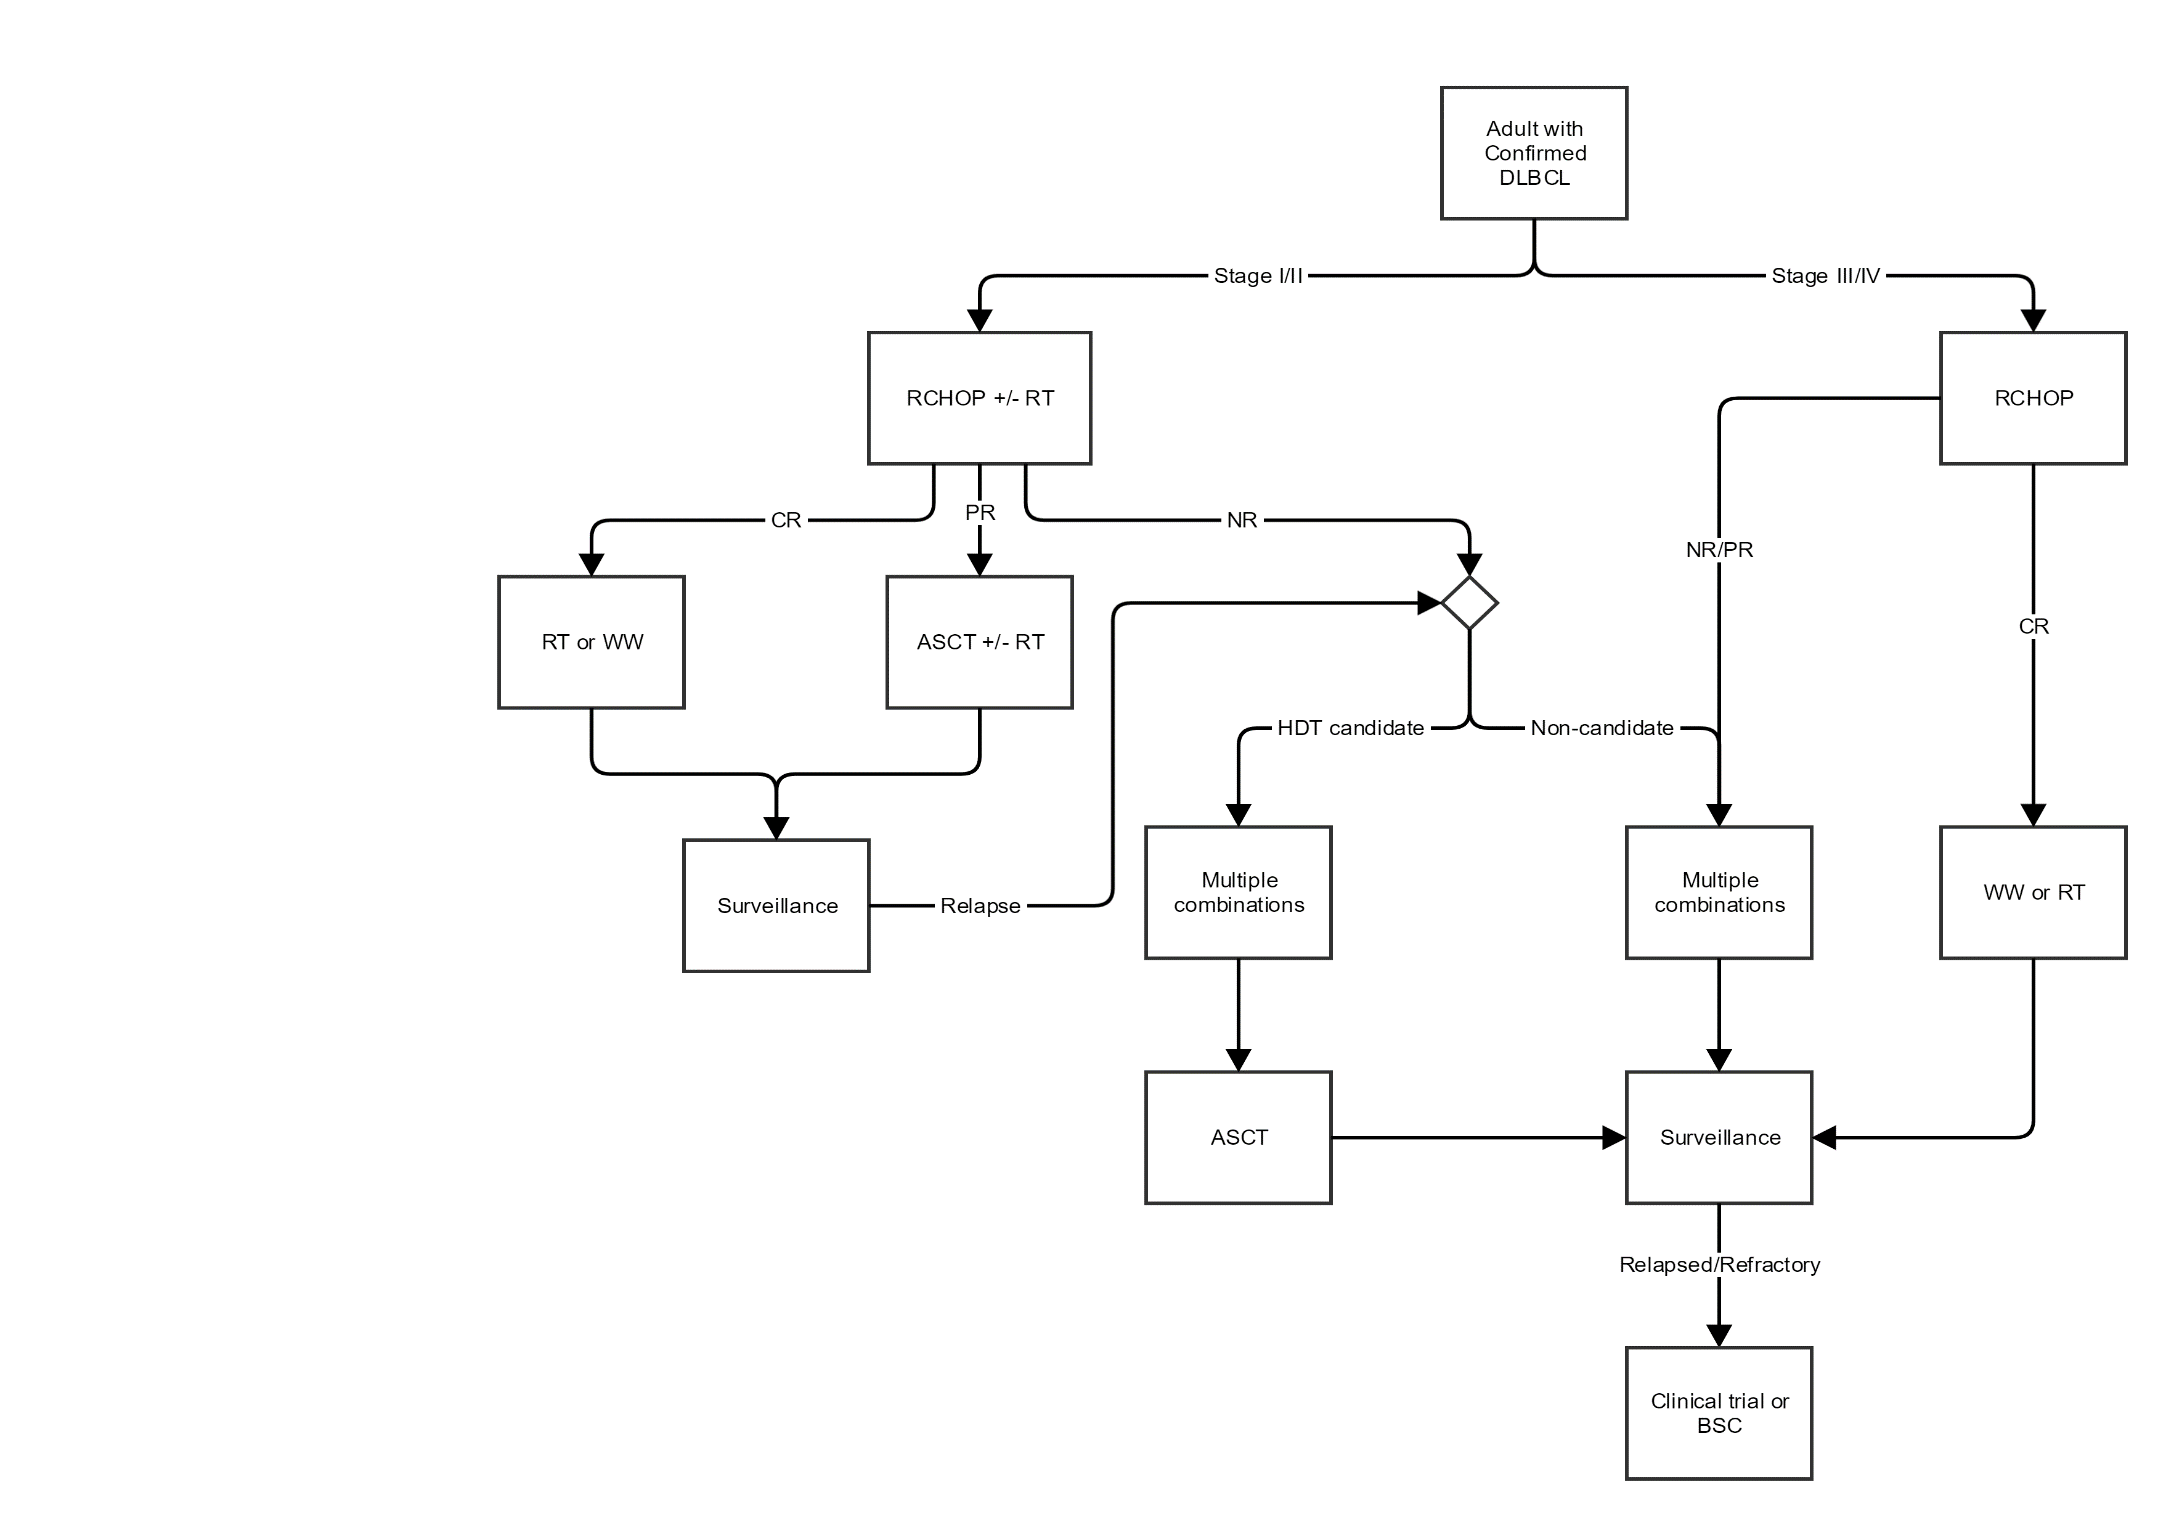 Adult with
Confirmed
DLBCL
Stage I/II
Stage III/IV
RCHOP +/- RT
RCHOP
CR
PR
NR
NR/PR
CR
RT or WW
ASCT +/- RT
HDT candidate
Non-candidate
Surveillance
Relapse
Multiple
combinations
Multiple
combinations
WW or RT
ASCT
Surveillance
Relapsed/Refractory
Clinical trial or
BSC